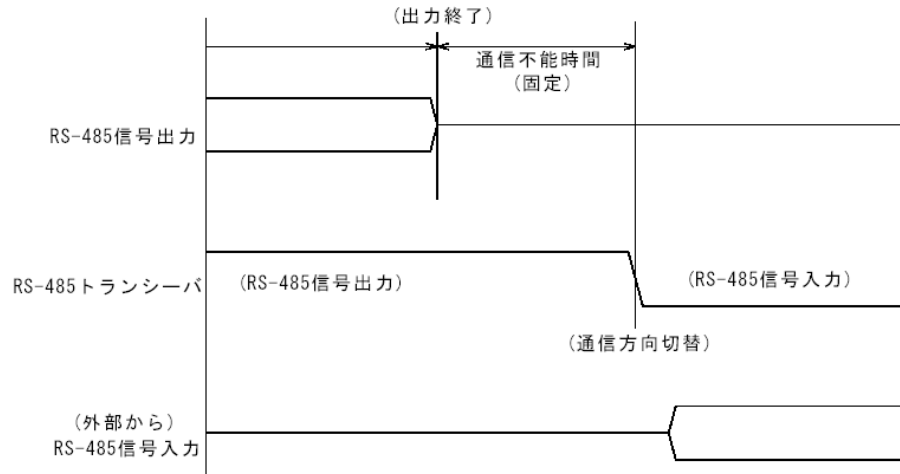 (出力終了)
通信不能時間
(固定)
RS-485信号出力
RS-485トランシーバ
(RS-485信号出力)
(RS-485信号入力)
(通信方向切替)
(外部から)
RS-485信号入力